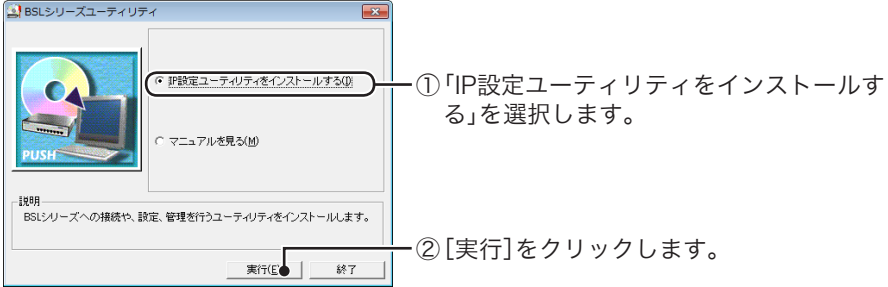 BSLシリーズユーティリティ
IP設定ユーティリティをインストールする(I)
マニュアルを見る(M)
PUSH
説明
BSLシリーズへの接続や、設定、管理を行うユーティリティをインストールします。
実行(E)
終了
①「IP設定ユーティリティをインストールす
る」を選択します。
②[実行]をクリックします。